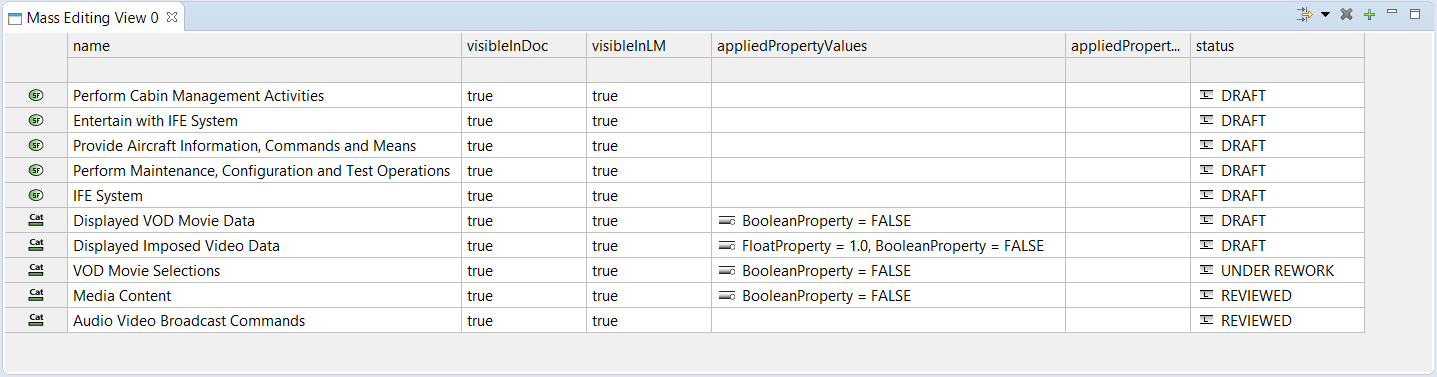 Mass Editing View 0
name visibleInDoc visibleInLM appliedPropertyValues appliedPropert... status
SF Perform Cabin Management Activities true true L DRAFT
SF Entertain with IFE System true true L DRAFT
SF Provide Aircraft Information, Commands and Means true true L DRAFT
SF Perform Maintenance, Configuration and Test Operations true true L DRAFT
SF IFE System true true L DRAFT
Cat Displayed VOD Movie Data true true BooleanProperty = FALSE L DRAFT
Cat Displayed Imposed Video Data true true FloatProperty = 1.0, BooleanProperty = FALSE L DRAFT
Cat VOD Movie Selections true true BooleanProperty = FALSE L UNDER REWORK
Cat Media Content true true BooleanProperty = FALSE L REVIEWED
Cat Audio Video Broadcast Commands true true L REVIEWED